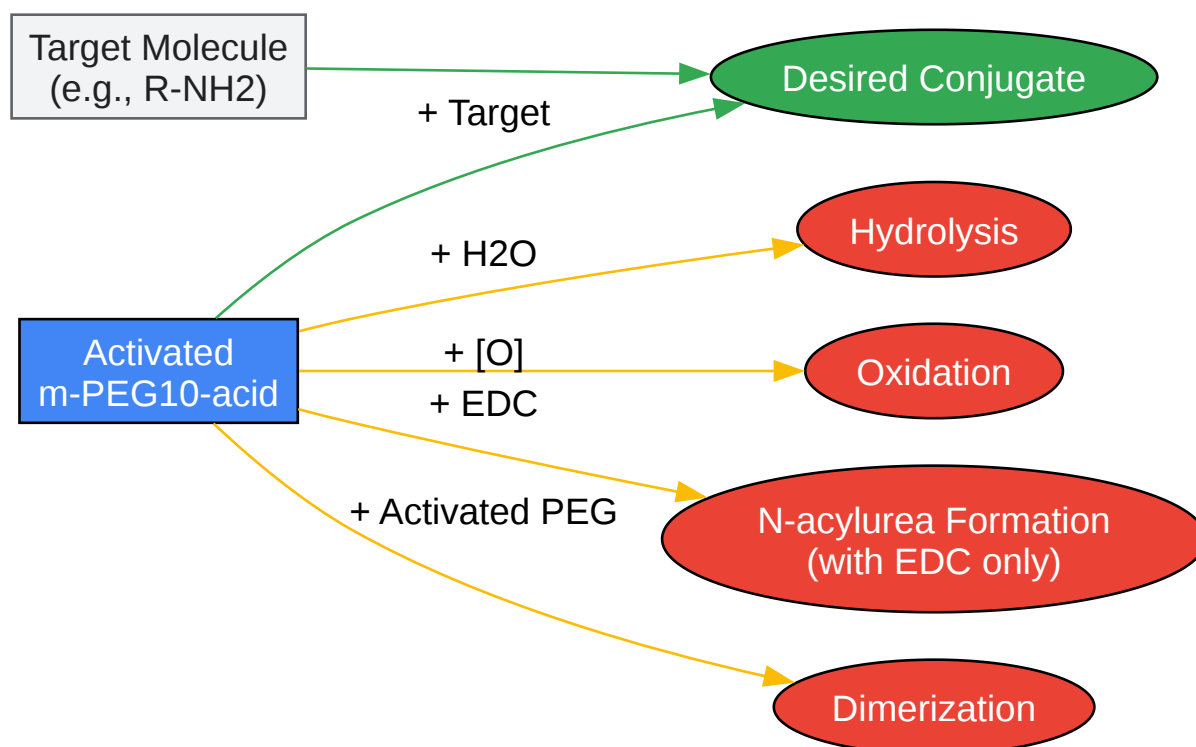 Target Molecule
(e.g., R-NH2)
Desired Conjugate
+ Target
Hydrolysis
+ H2O
Activated
m-PEG10-acid
+ [O]
Oxidation
+ EDC
N-acylurea Formation
(with EDC only)
+ Activated PEG
Dimerization